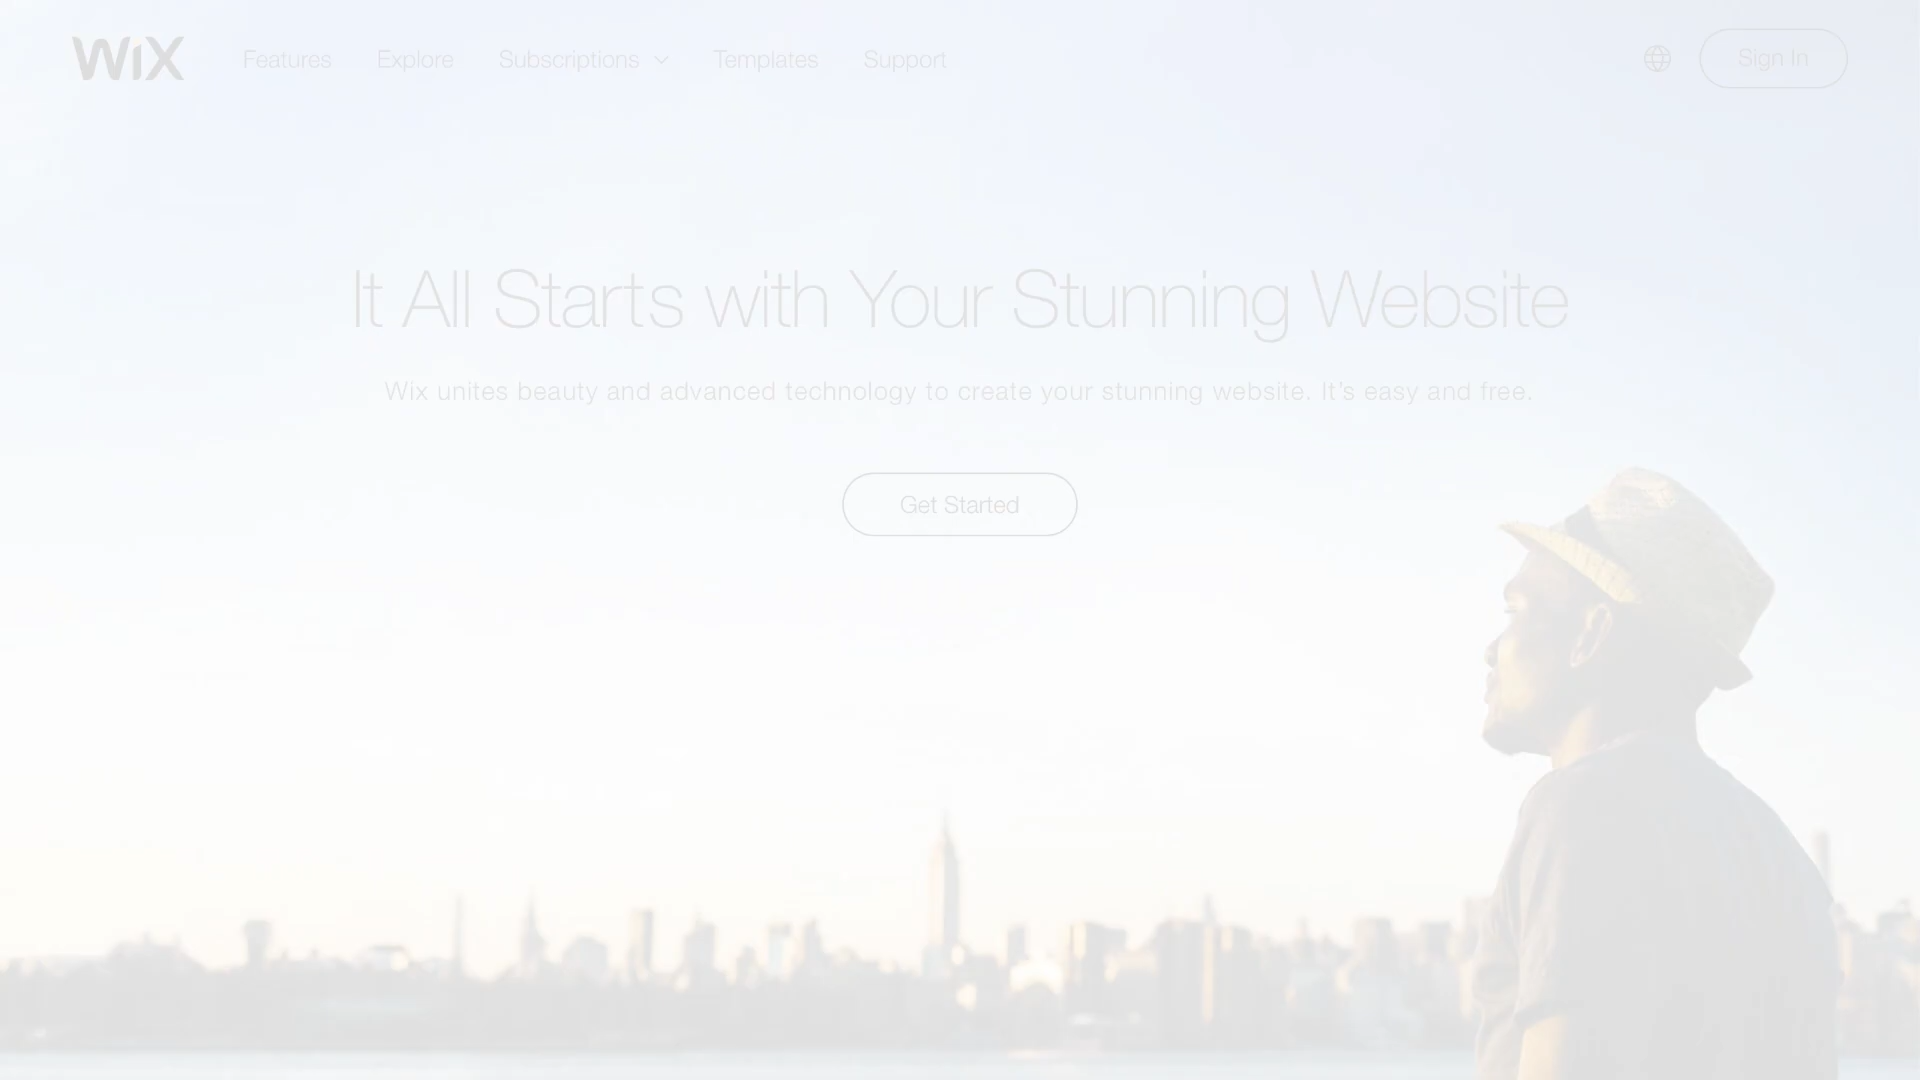 WiX
Features Explore Subscriptions Templates Support
Sign In
It All Starts with Your Stunning Website
Wix unites beauty and advanced technology to create your stunning website. It's easy and free.
Get Started